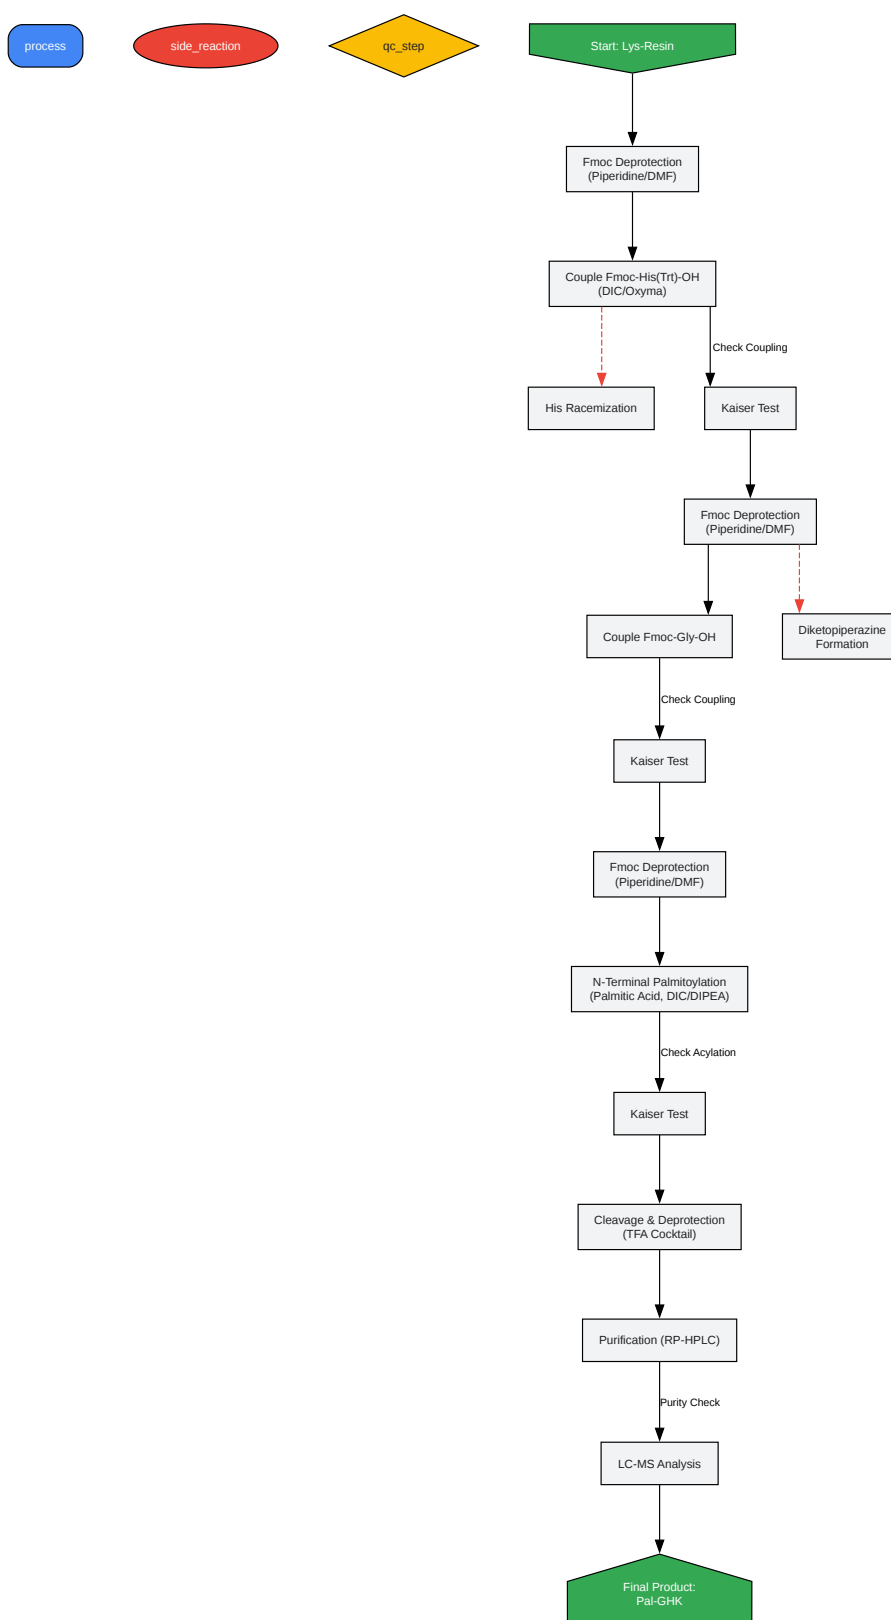 process
side_reaction
qc_step
Start: Lys-Resin
Fmoc Deprotection
(Piperidine/DMF)
Couple Fmoc-His(Trt)-OH
(DIC/Oxyma)
Check Coupling
His Racemization
Kaiser Test
Fmoc Deprotection
(Piperidine/DMF)
Couple Fmoc-Gly-OH
Diketopiperazine
Formation
Check Coupling
Kaiser Test
Fmoc Deprotection
(Piperidine/DMF)
N-Terminal Palmitoylation
(Palmitic Acid, DIC/DIPEA)
Check Acylation
Kaiser Test
Cleavage & Deprotection
(TFA Cocktail)
Purification (RP-HPLC)
Purity Check
LC-MS Analysis
Final Product:
Pal-GHK